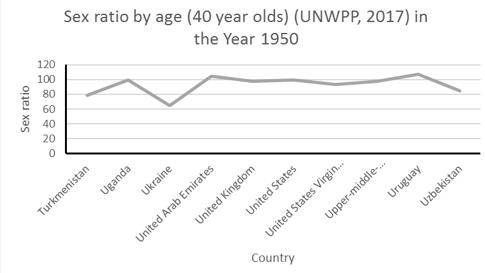 Sex ratio by age (40 year olds) (UNWPP, 2017) in
the Year 1950
120
100
80
60
40
20
0
Sex ratio
Turkmenistan
Uganda
Ukraine
United Arab Emirates
United Kingdom
United States
United States Virgin...
Upper-middle-...
Uruguay
Uzbekistan
Country